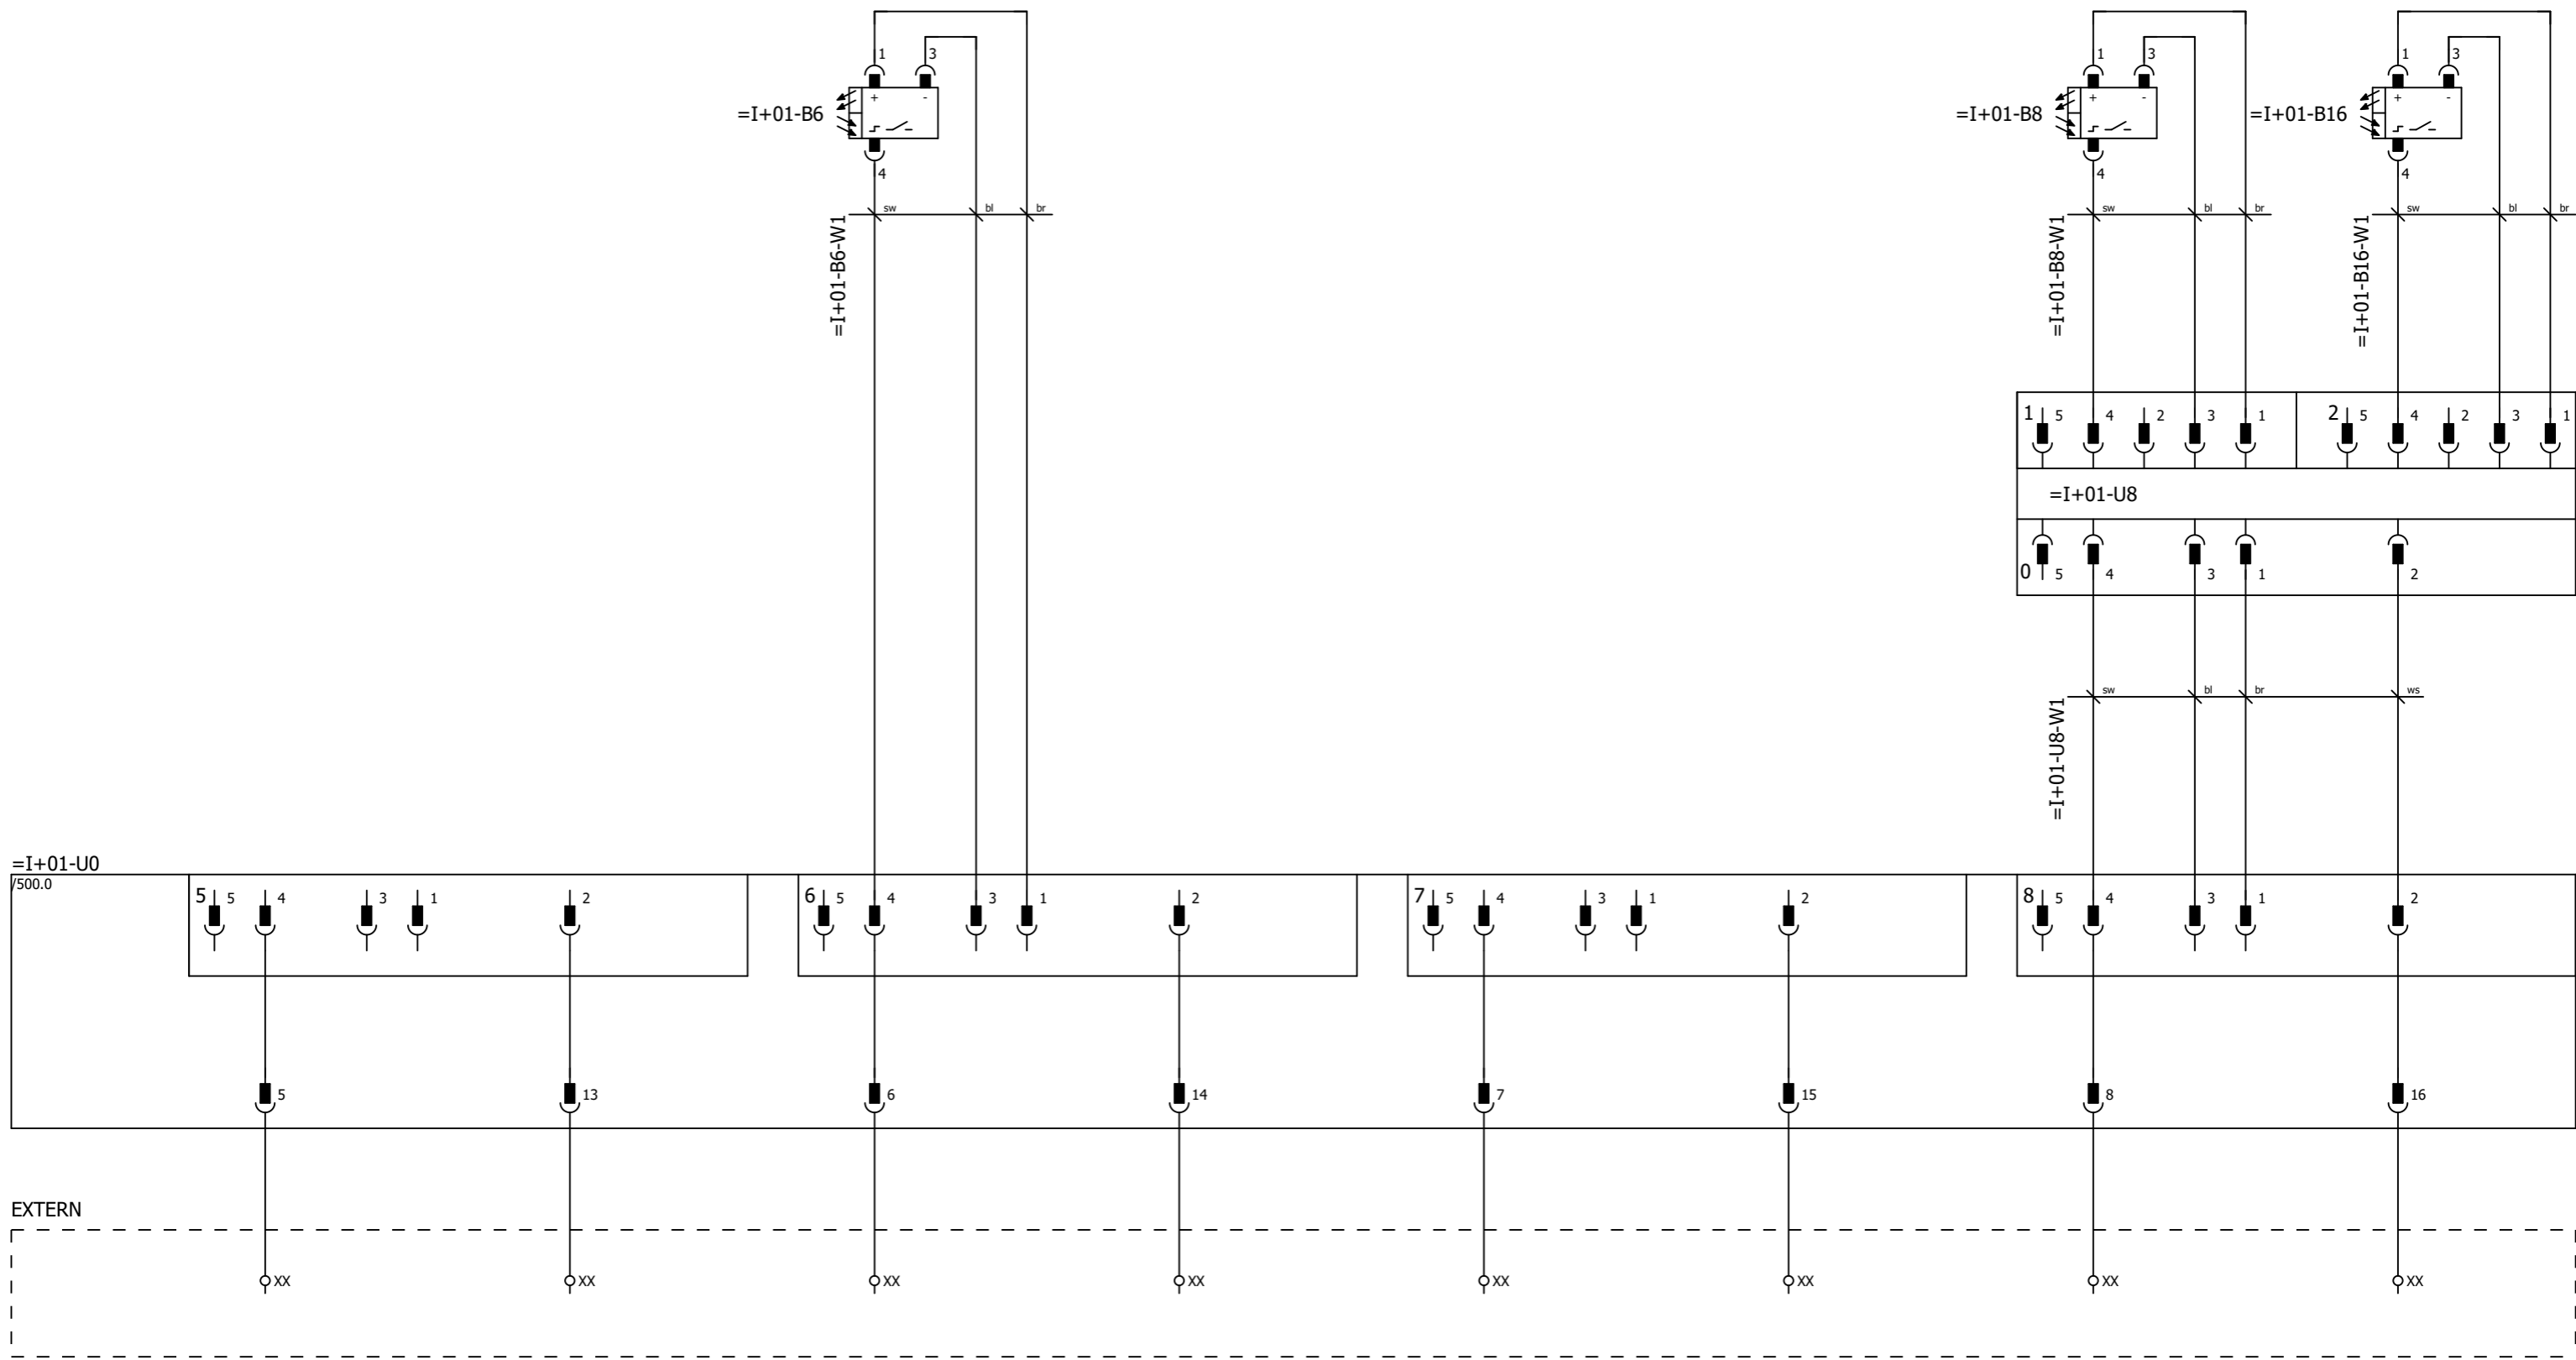 1 3 1 3 1 3
=I+01-B6 + - =I+01-B8 + - =I+01-B16 + -
4 4 4
sw bl br sw bl br sw bl br
=I+01-B6-W1
=I+01-B8-W1
=I+01-B16-W1
1 5 4 2 3 1 2 5 4 2 3 1
=I+01-U8
0 5 4 3 1 2
sw bl br ws
=I+01-U8-W1
=I+01-U0
/500.0
5 5 4 3 1 2 6 5 4 3 1 2 7 5 4 3 1 2 8 5 4 3 1 2
5 13 6 14 7 15 8 16
EXTERN
XX XX XX XX XX XX XX XX